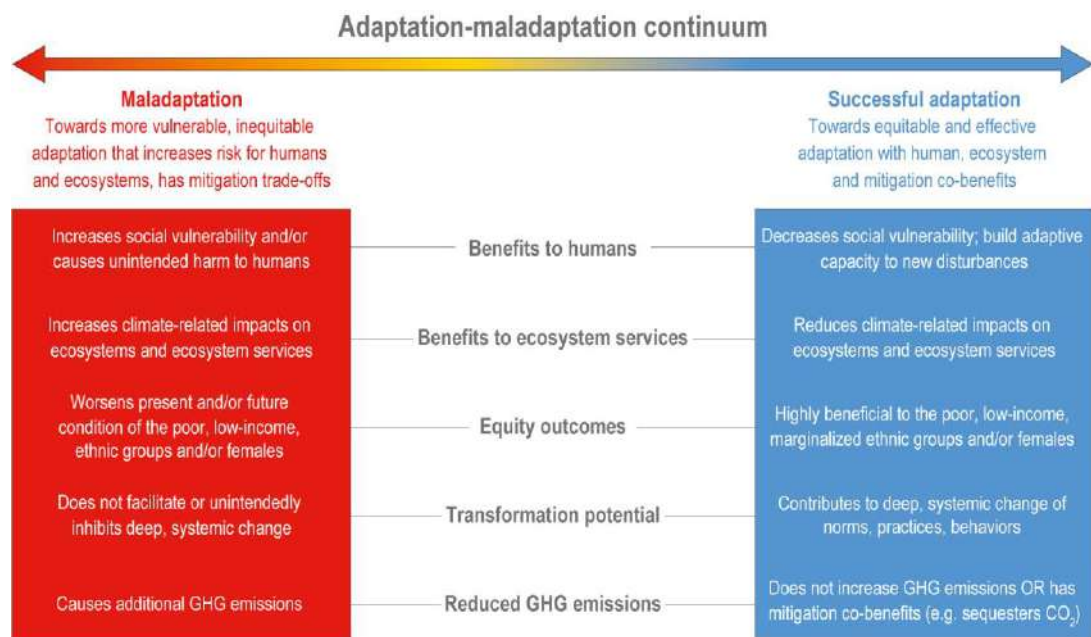 Adaptation-maladaptation continuum
Maladaptation
Towards more vulnerable, inequitable
adaptation that increases risk for humans
and ecosystems, has mitigation trade-offs
Successful adaptation
Towards equitable and effective
adaptation with human, ecosystem
and mitigation co-benefits
Increases social vulnerability and/or
causes unintended harm to humans
Benefits to humans
Decreases social vulnerability; build adaptive
capacity to new disturbances
Increases climate-related impacts on
ecosystems and ecosystem services
Benefits to ecosystem services
Reduces climate-related impacts on
ecosystems and ecosystem services
Worsens present and/or future
condition of the poor, low-income,
ethnic groups and/or females
Equity outcomes
Highly beneficial to the poor, low-income,
marginalized ethnic groups and/or females
Does not facilitate or unintendedly
inhibits deep, systemic change
Transformation potential
Contributes to deep, systemic change of
norms, practices, behaviors
Causes additional GHG emissions
Reduced GHG emissions
Does not increase GHG emissions OR has
mitigation co-benefits (e.g. sequesters CO₂)